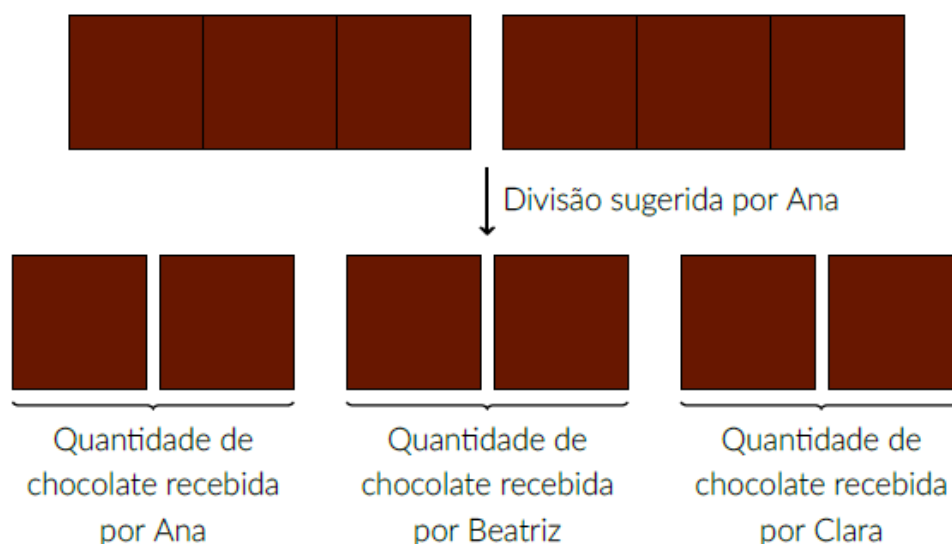 Divisão sugerida por Ana
Quantidade de
chocolate recebida
por Ana
Quantidade de
chocolate recebida
por Beatriz
Quantidade de
chocolate recebida
por Clara